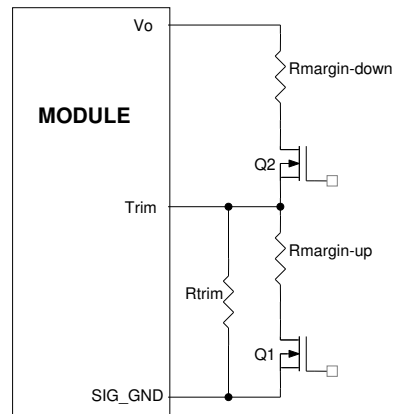 Vo
Rmargin-down
MODULE
Q2
Trim
Rmargin-up
Rtrim
Q1
SIG_GND